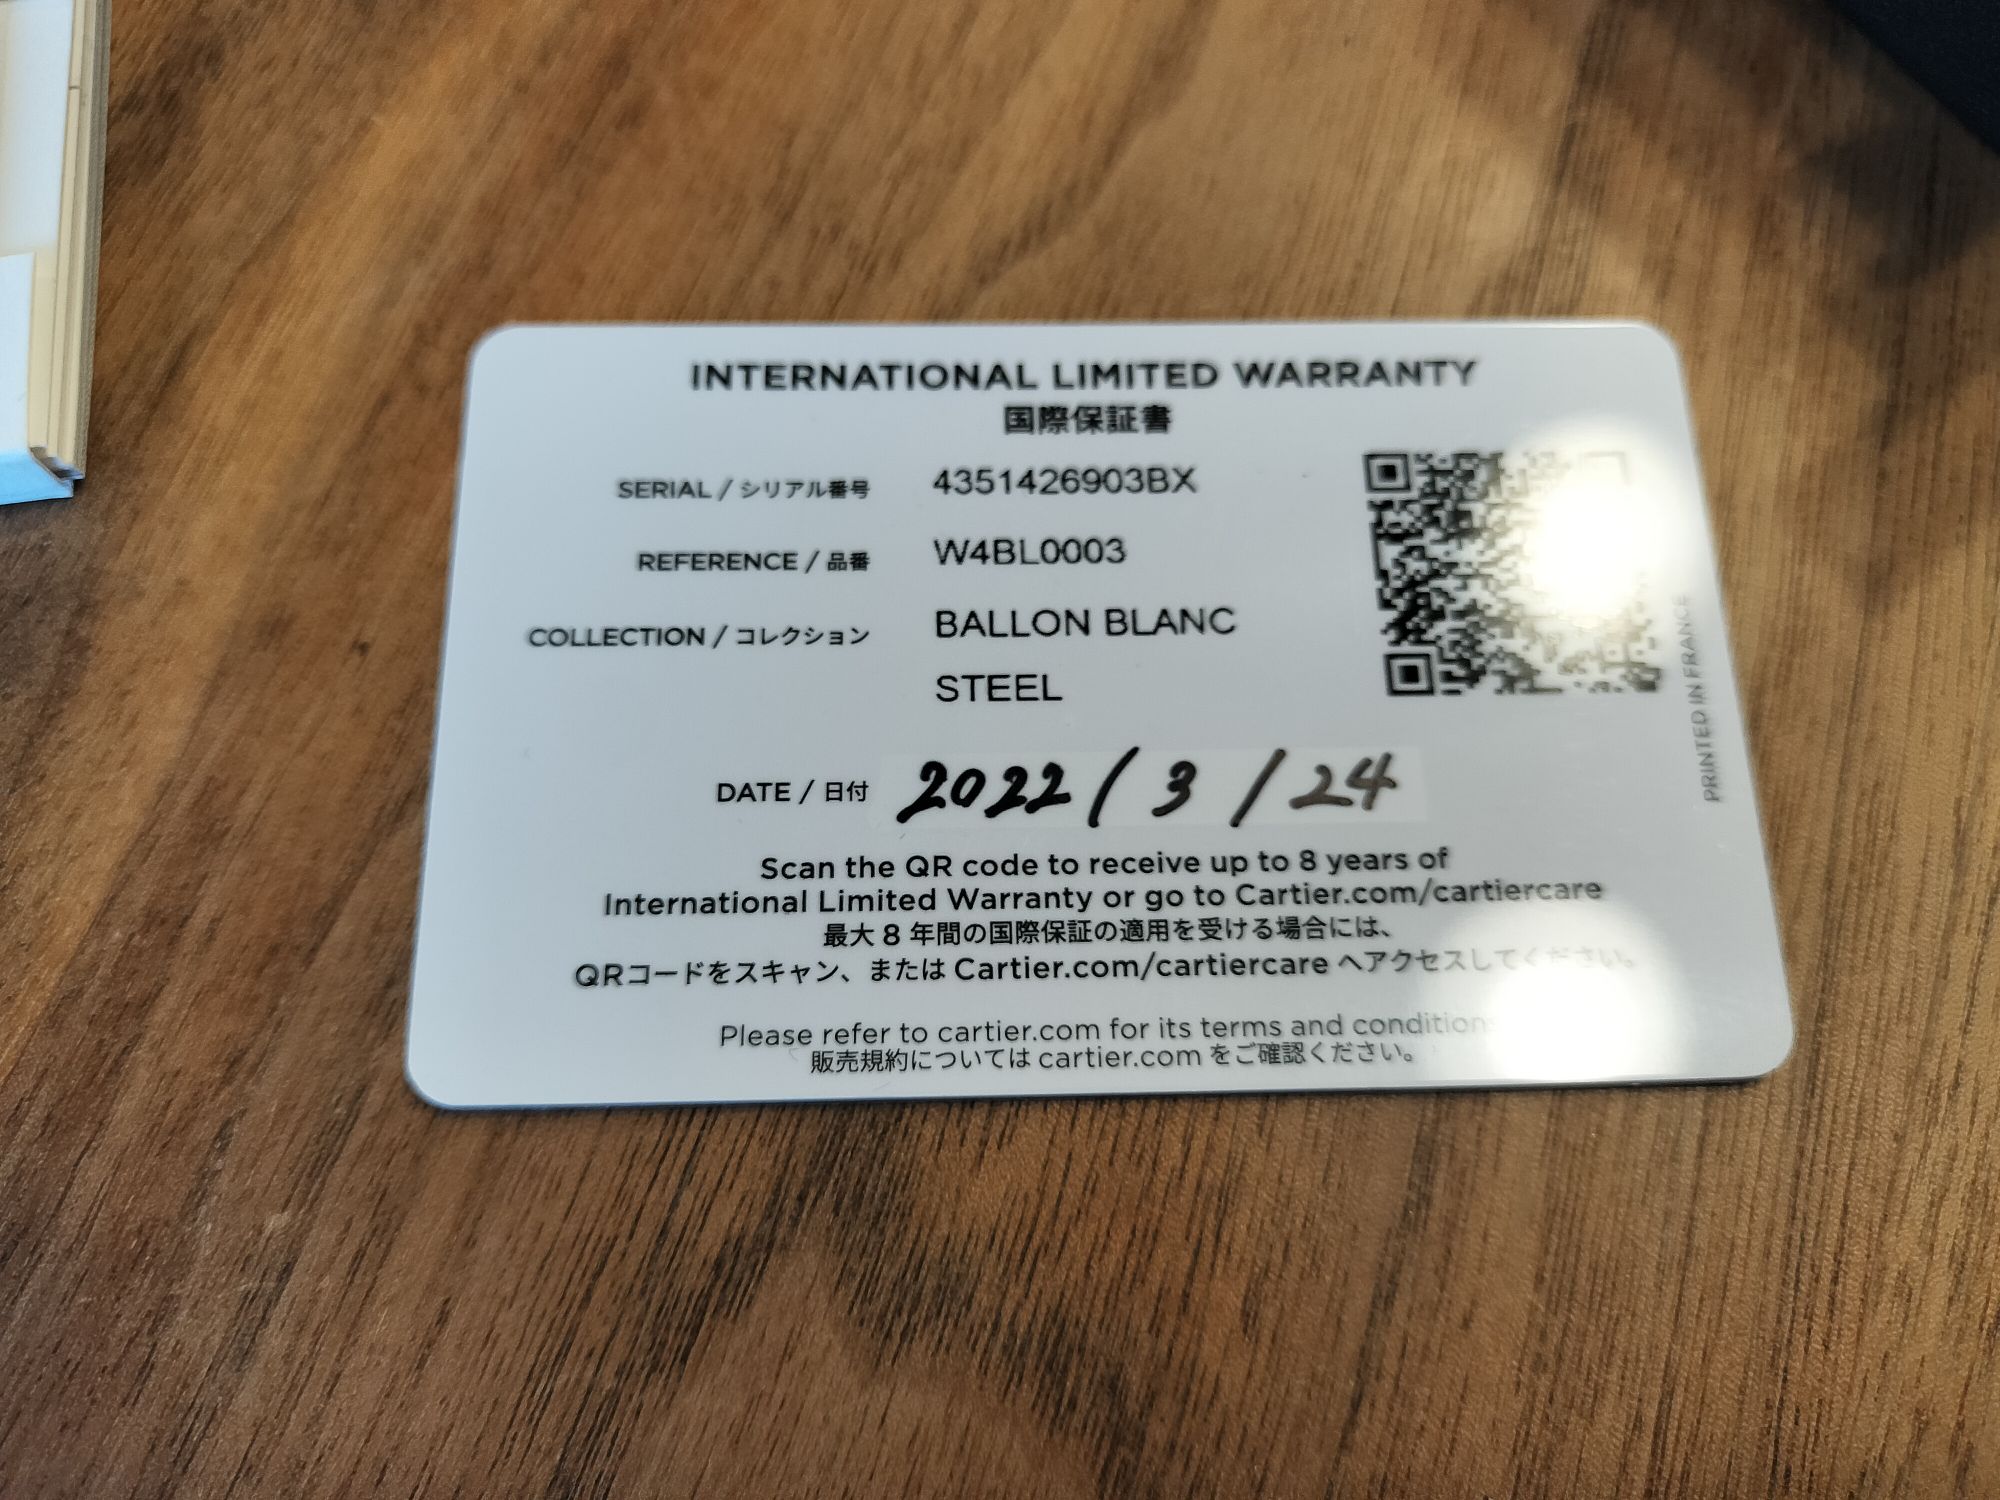 INTERNATIONAL LIMITED WARRANTY
国際保証書
SERIAL / シリアル番号 4351426903BX
REFERENCE / 品番 W4BL0003
COLLECTION / コレクション BALLON BLANC
STEEL
DATE / 日付 2022 / 3 / 24
Scan the QR code to receive up to 8 years of
International Limited Warranty or go to Cartier.com/cartiercare
最大 8 年間の国際保証の適用を受ける場合には、
QRコードをスキャン、または Cartier.com/cartiercare へアクセスしてください。
Please refer to cartier.com for its terms and condition
販売規約については cartier.com をご確認ください。
PRINTED IN FRANCE